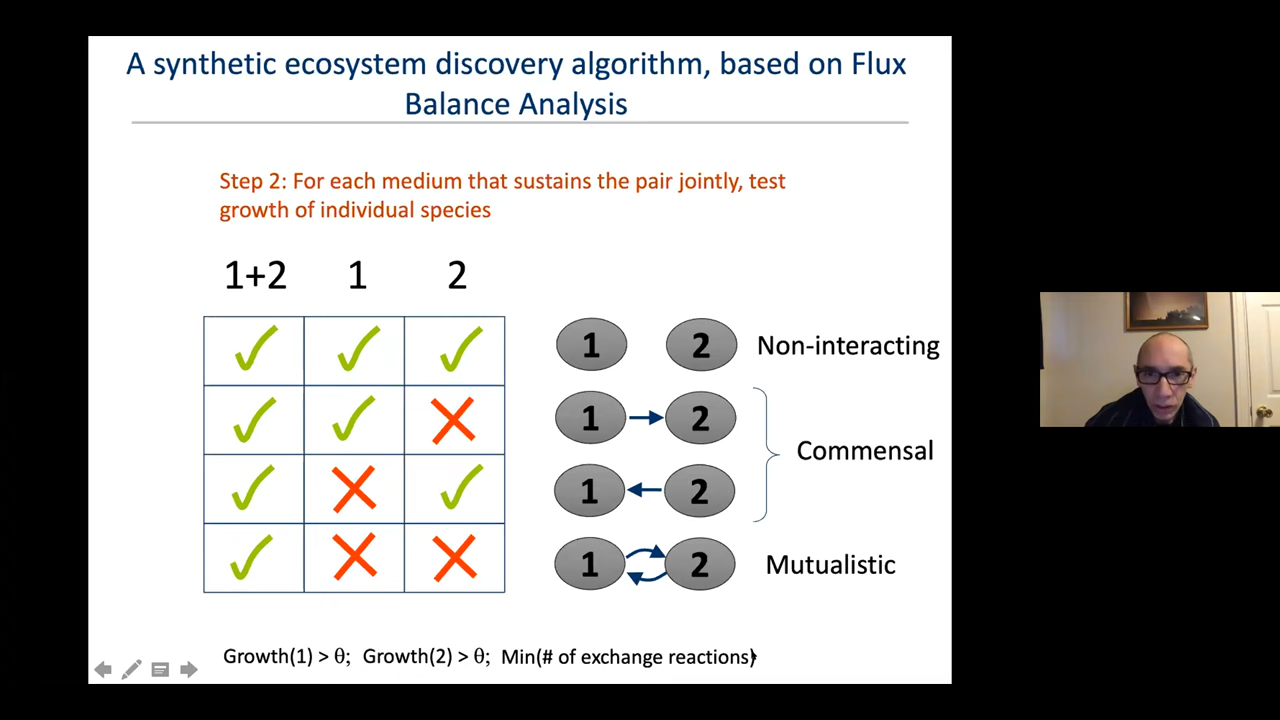 A synthetic ecosystem discovery algorithm, based on Flux
Balance Analysis
Step 2: For each medium that sustains the pair jointly, test
growth of individual species
1+2 1 2
1 2 Non-interacting
1 2
Commensal
1 2
1 2 Mutualistic
Growth(1) > θ; Growth(2) > θ; Min(# of exchange reactions)